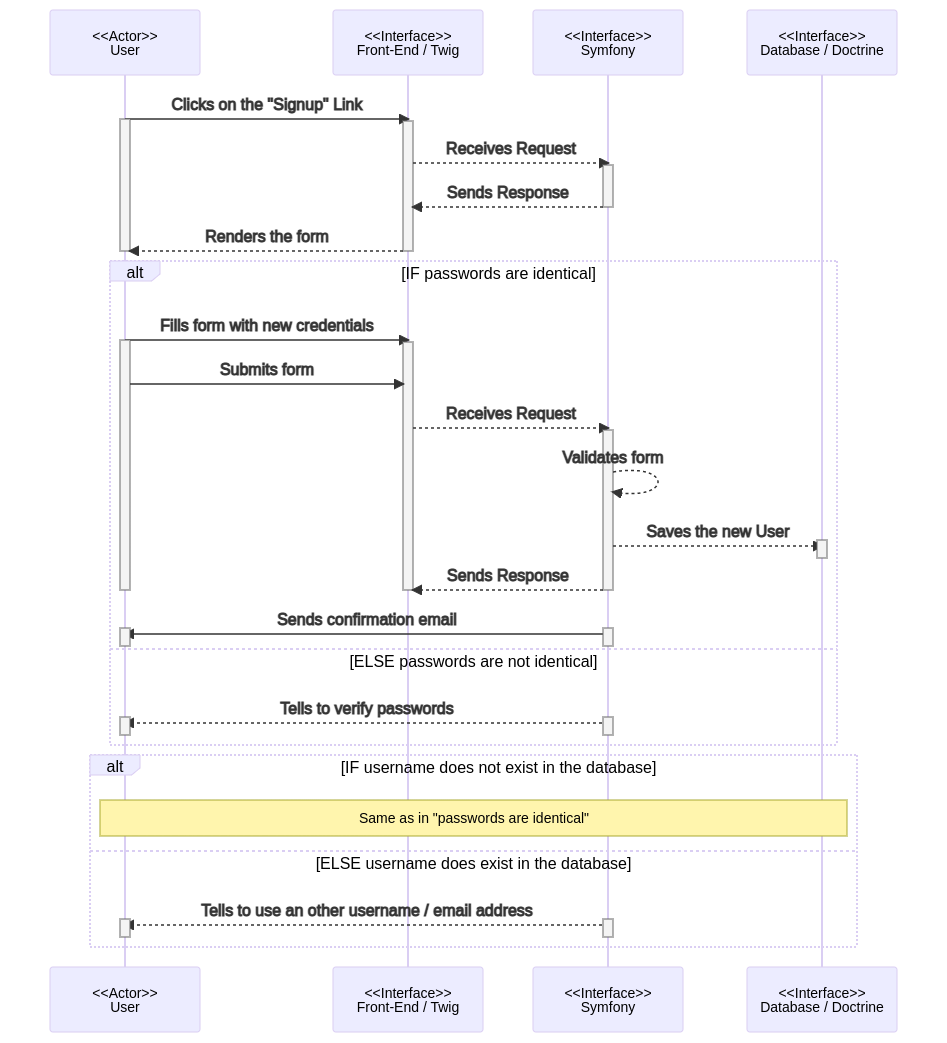 <<Actor>>
User
<<Interface>>
Front-End / Twig
<<Interface>>
Symfony
<<Interface>>
Database / Doctrine
Clicks on the "Signup" Link
Receives Request
Sends Response
Renders the form
alt
[IF passwords are identical]
Fills form with new credentials
Submits form
Receives Request
Validates form
Saves the new User
Sends Response
Sends confirmation email
[ELSE passwords are not identical]
Tells to verify passwords
alt
[IF username does not exist in the database]
Same as in "passwords are identical"
[ELSE username does exist in the database]
Tells to use an other username / email address
<<Actor>>
User
<<Interface>>
Front-End / Twig
<<Interface>>
Symfony
<<Interface>>
Database / Doctrine